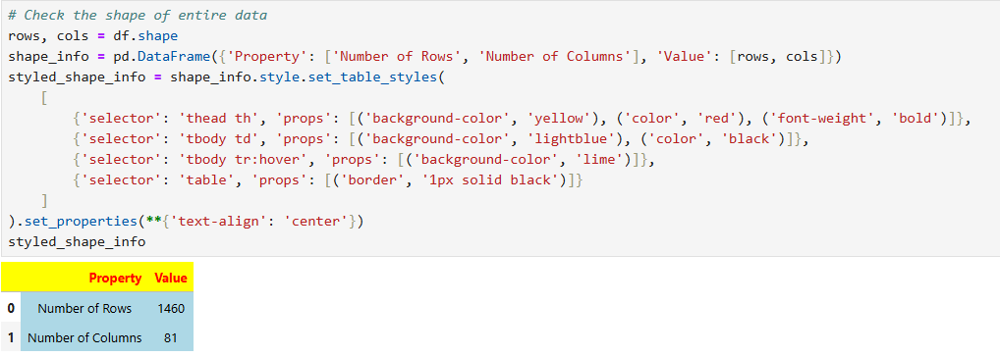 # Check the shape of entire data
rows, cols = df.shape
shape_info = pd.DataFrame({'Property': ['Number of Rows', 'Number of Columns'], 'Value': [rows, cols]})
styled_shape_info = shape_info.style.set_table_styles(
    [
        {'selector': 'thead th', 'props': [('background-color', 'yellow'), ('color', 'red'), ('font-weight', 'bold')]},
        {'selector': 'tbody td', 'props': [('background-color', 'lightblue'), ('color', 'black')]},
        {'selector': 'tbody tr:hover', 'props': [('background-color', 'lime')]},
        {'selector': 'table', 'props': [('border', '1px solid black')]}
    ]
).set_properties(**{'text-align': 'center'})
styled_shape_info
Property Value
0 Number of Rows 1460
1 Number of Columns 81